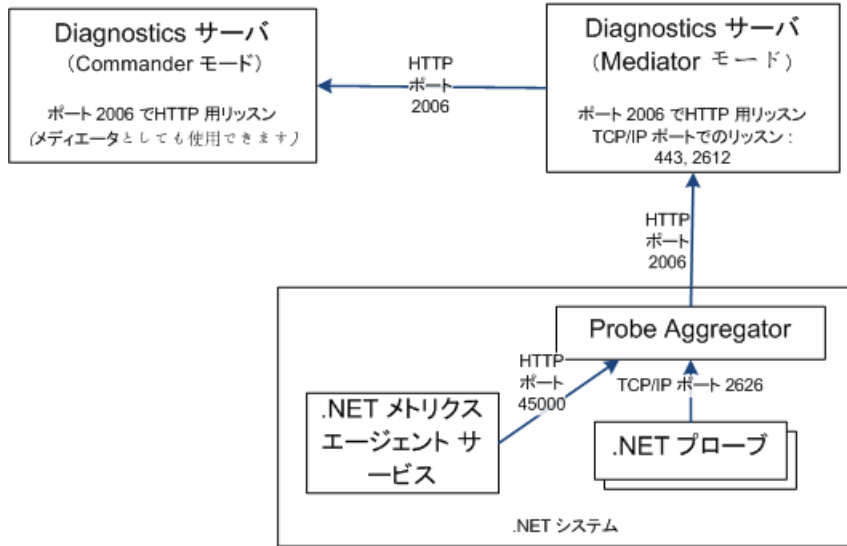 Diagnostics サーバ
(Commander モード)
ポート 2006 でHTTP 用リッスン
(メディエータとしても使用できます)
HTTP
ポート
2006
Diagnostics サーバ
(Mediator モード)
ポート 2006 でHTTP 用リッスン
TCP/IP ポートでのリッスン :
443, 2612
HTTP
ポート
2006
Probe Aggregator
HTTP
ポート
45000
TCP/IP ポート 2626
.NET メトリクス
エージェント サ
ービス
.NET プローブ
.NET システム